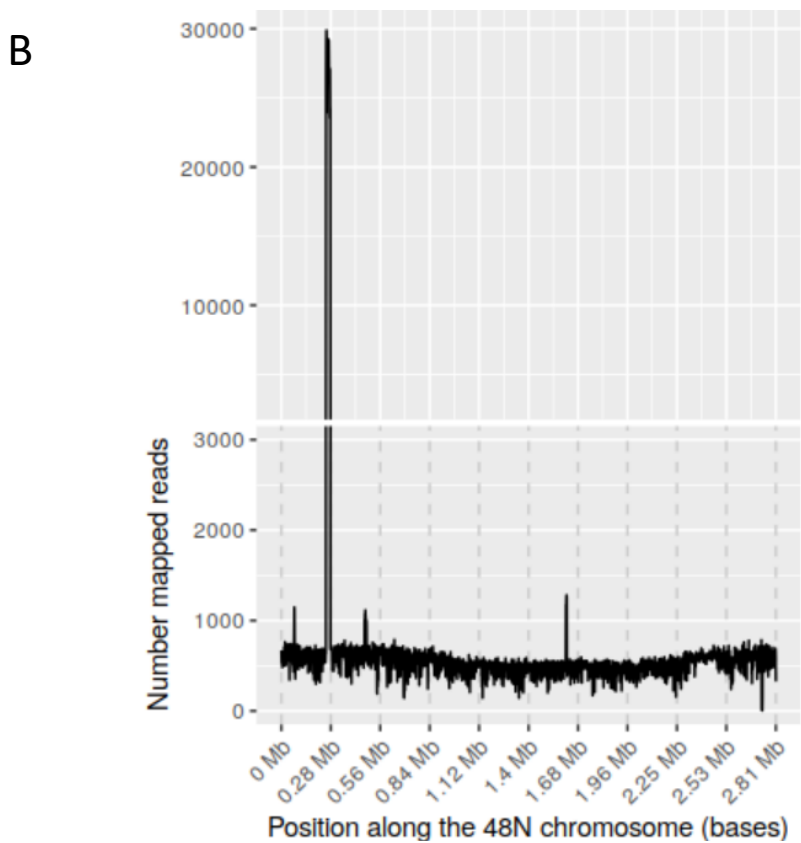 B
30000
20000
10000
3000
2000
1000
0
Number mapped reads
0 Mb
0.28 Mb
0.56 Mb
0.84 Mb
1.12 Mb
1.4 Mb
1.68 Mb
1.96 Mb
2.25 Mb
2.53 Mb
2.81 Mb
Position along the 48N chromosome (bases)